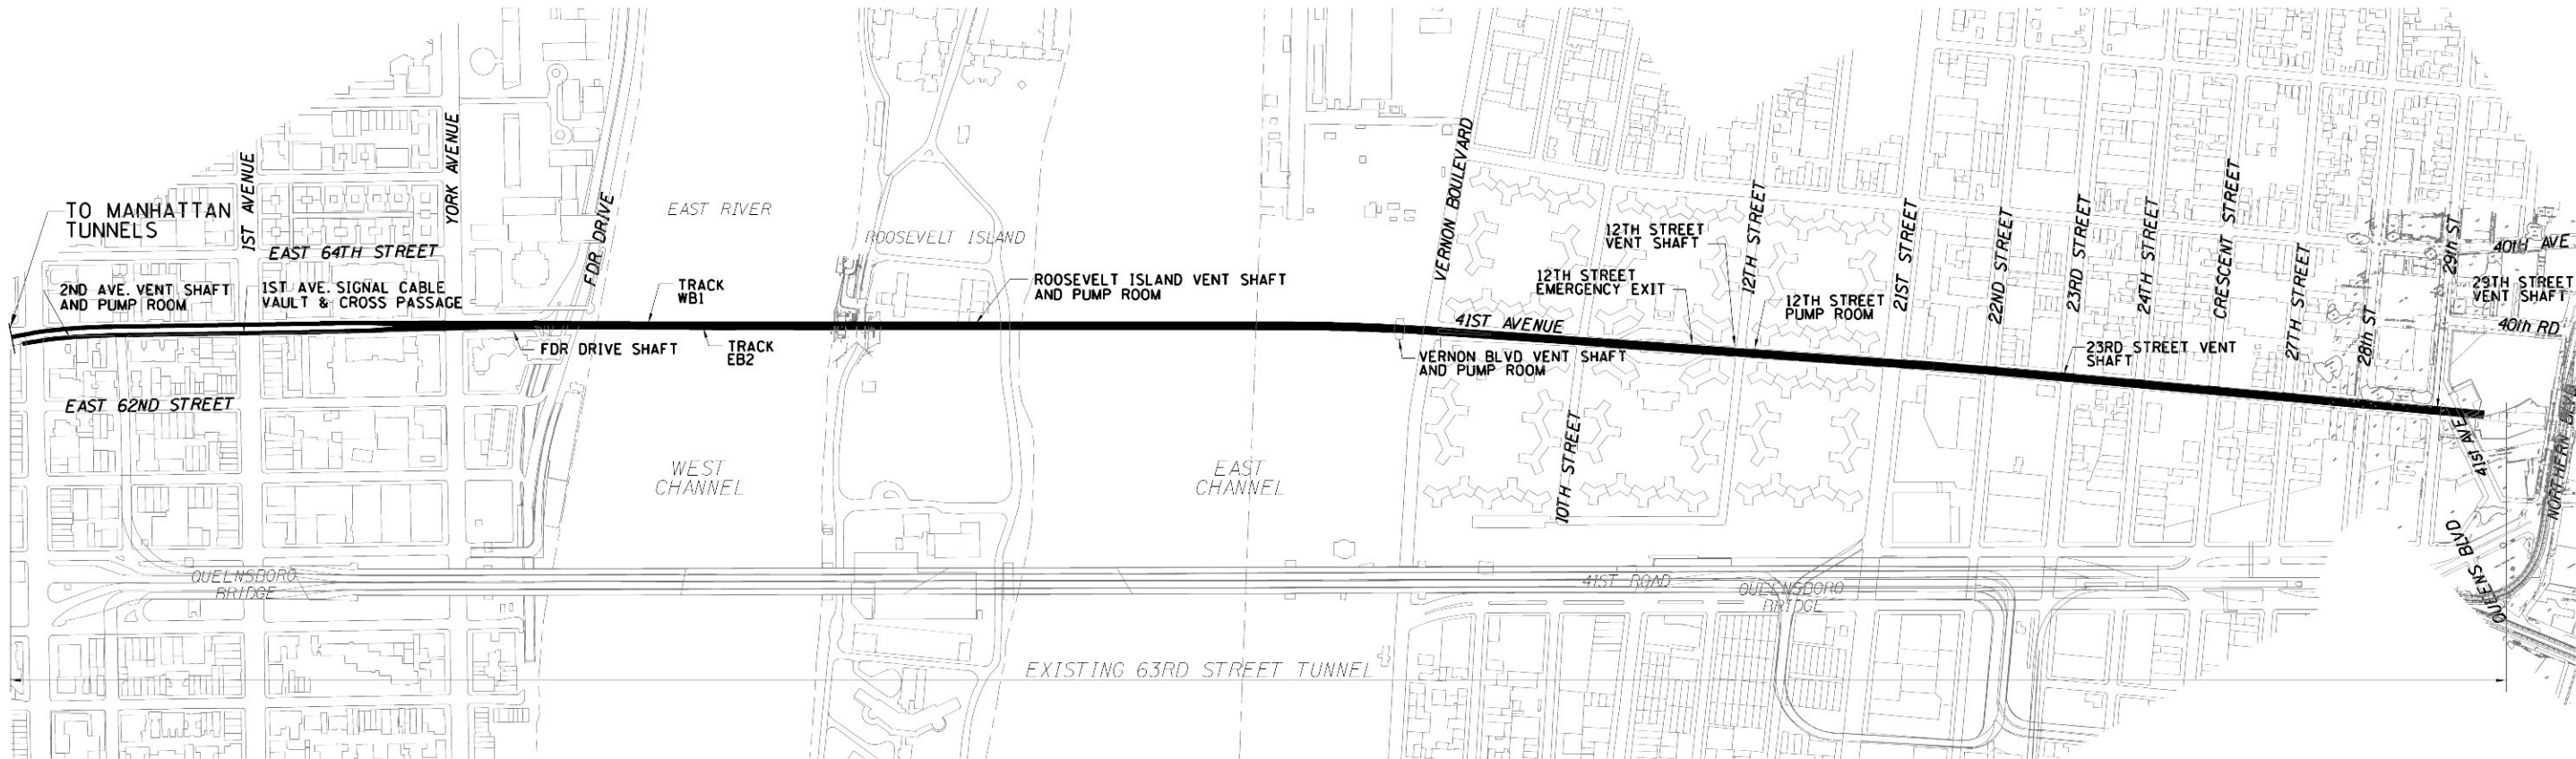 TO MANHATTAN
TUNNELS
1ST AVENUE
YORK AVENUE
EAST 64TH STREET
2ND AVE. VENT SHAFT
AND PUMP ROOM
1ST AVE. SIGNAL CABLE
VAULT & CROSS PASSAGE
EAST 62ND STREET
FDR DRIVE
FDR DRIVE SHAFT
EAST RIVER
TRACK
WB1
TRACK
EB2
WEST
CHANNEL
ROOSEVELT ISLAND
ROOSEVELT ISLAND VENT SHAFT
AND PUMP ROOM
EAST
CHANNEL
VERNON BOULEVARD
41ST AVENUE
VERNON BLVD VENT SHAFT
AND PUMP ROOM
10TH STREET
12TH STREET
VENT SHAFT
12TH STREET
EMERGENCY EXIT
12TH STREET
12TH STREET
PUMP ROOM
21ST STREET
22ND STREET
23RD STREET
23RD STREET VENT
SHAFT
24TH STREET
CRESCENT STREET
27TH STREET
28th ST
29th ST
40th AVE
29TH STREET
VENT SHAFT
40th RD
41st AVE
QUEENS BLVD
QUEENSBORO
BRIDGE
41ST ROAD
QUEENSBORO
BRIDGE
EXISTING 63RD STREET TUNNEL
NORTHERN